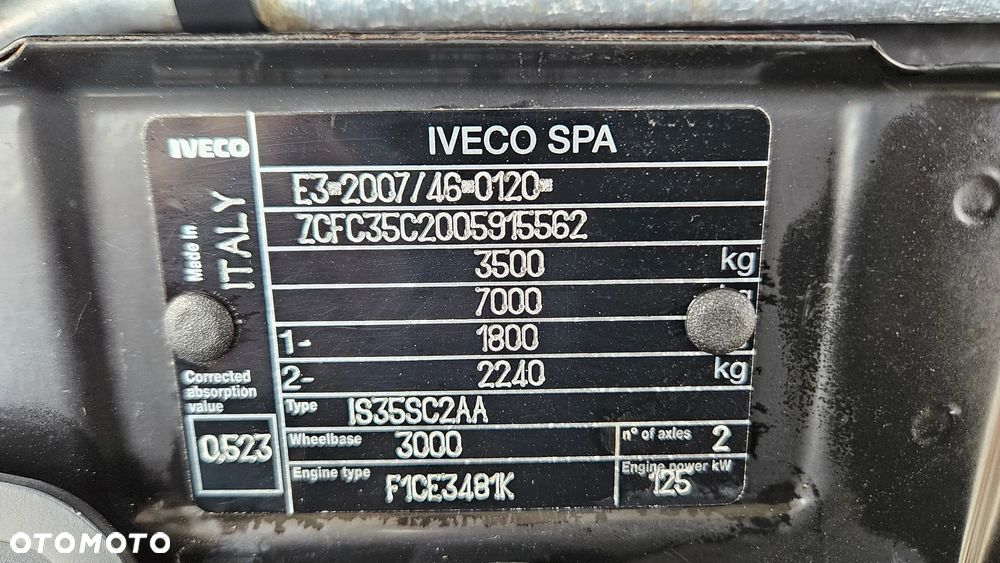 IVECO
IVECO SPA
Made in
ITALY
E3*2007/46*0120*
ZCFC35C2005915562
3500 kg
7000
1- 1800
2- 2240 kg
Corrected
absorption
value
0,523
Type IS35SC2AA
Wheelbase 3000
n° of axles 2
Engine type F1CE3481K
Engine power kW
125
OTOMOTO